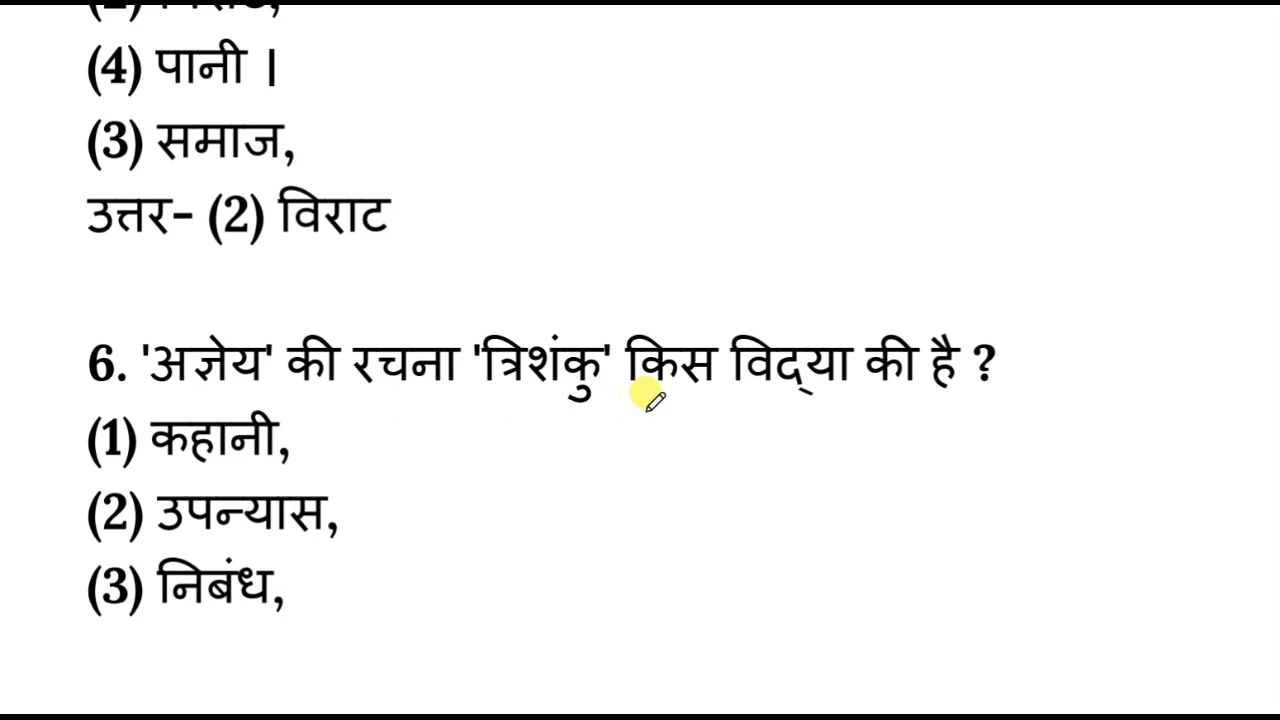 (4) पानी ।
(3) समाज,
उत्तर- (2) विराट
6. 'अज्ञेय' की रचना 'त्रिशंकु' किस विद्‌या की है ?
(1) कहानी,
(2) उपन्यास,
(3) निबंध,